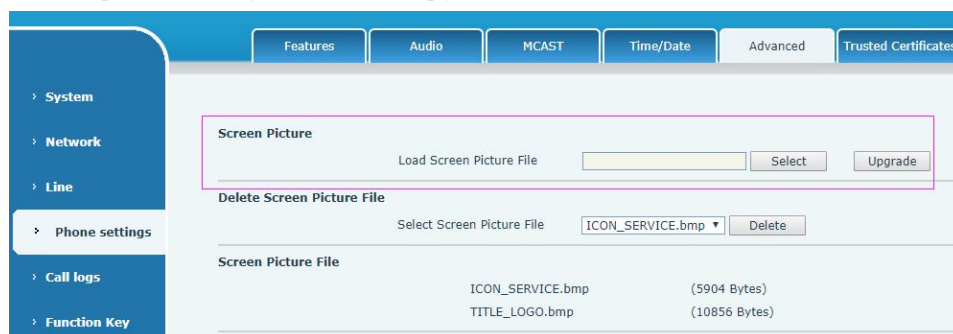 Features Audio MCAST Time/Date Advanced Trusted Certificates
System
Network
Line
Phone settings
Call logs
Function Key
Screen Picture
Load Screen Picture File Select Upgrade
Delete Screen Picture File
Select Screen Picture File ICON_SERVICE.bmp Delete
Screen Picture File
ICON_SERVICE.bmp (5904 Bytes)
TITLE_LOGO.bmp (10856 Bytes)